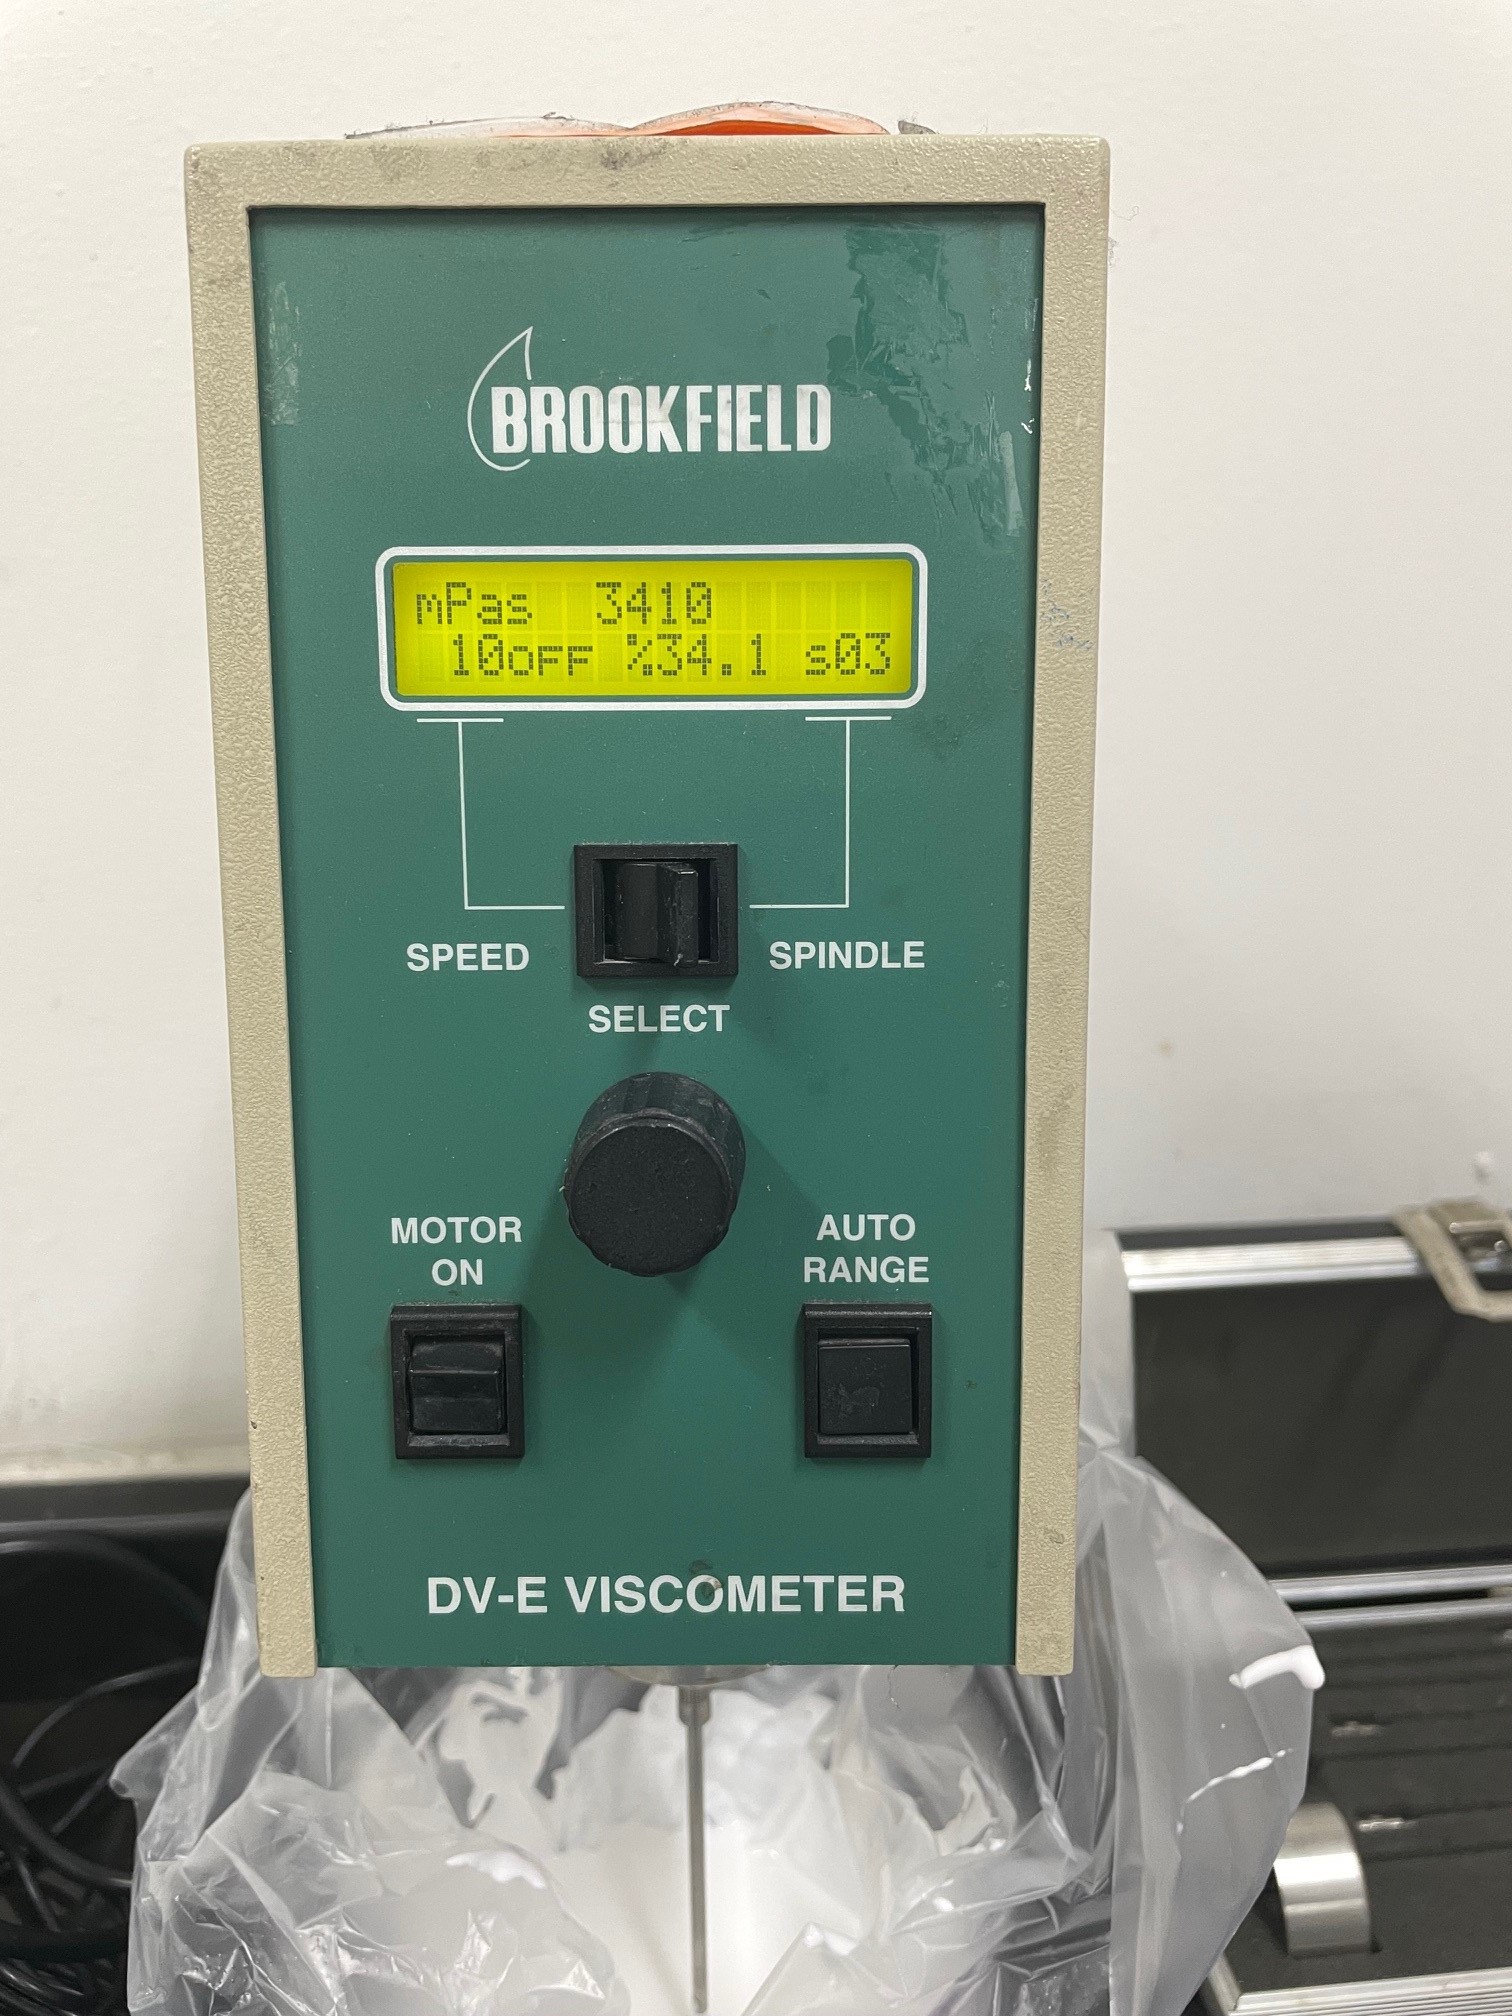 BROOKFIELD
mPas 3410
10OFF %34.1 s03
SPEED
SPINDLE
SELECT
MOTOR
ON
AUTO
RANGE
DV-E VISCOMETER